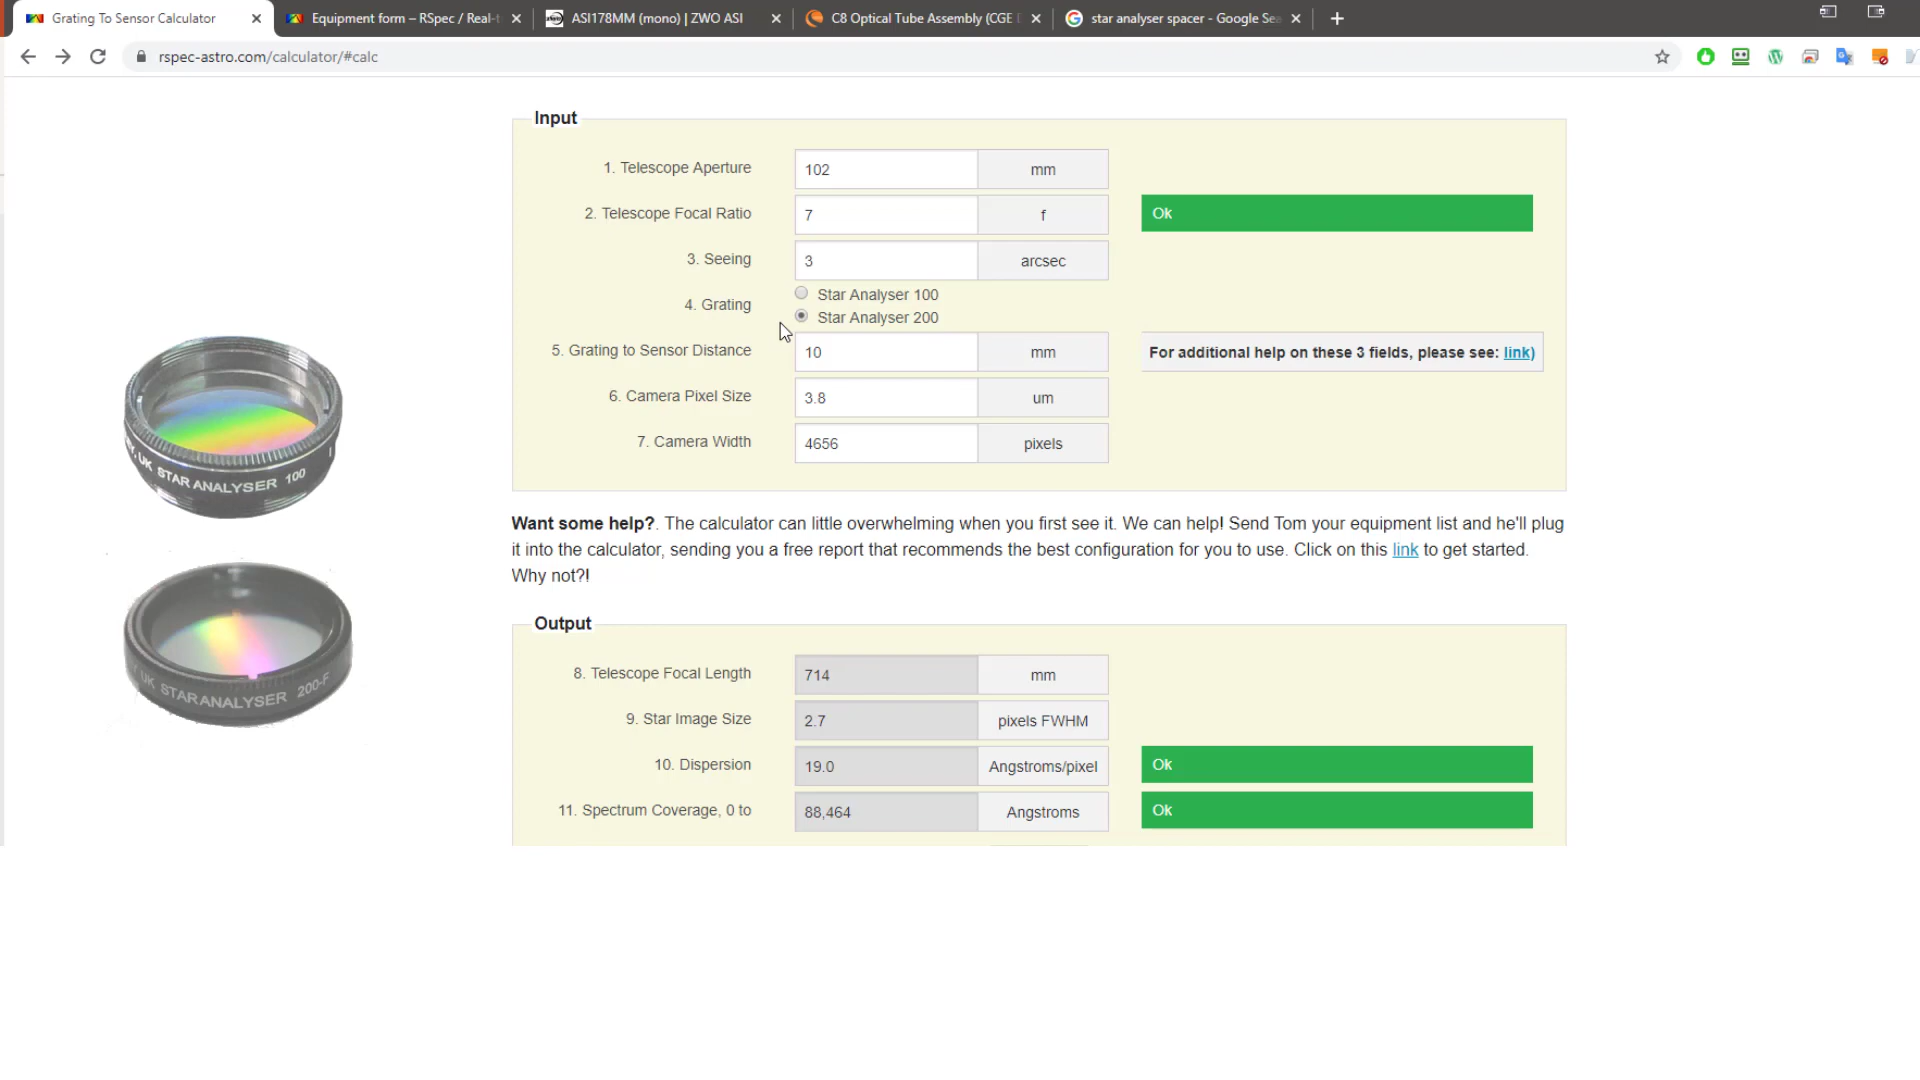 Grating To Sensor Calculator
Equipment form – RSpec / Real-t
ASI178MM (mono) | ZWO ASI
C8 Optical Tube Assembly (CGE
star analyser spacer - Google Sea
rspec-astro.com/calculator/#calc
Input
1. Telescope Aperture 102 mm
2. Telescope Focal Ratio 7 f Ok
3. Seeing 3 arcsec
4. Grating
Star Analyser 100
Star Analyser 200
5. Grating to Sensor Distance 10 mm For additional help on these 3 fields, please see: link)
6. Camera Pixel Size 3.8 um
7. Camera Width 4656 pixels
Want some help?. The calculator can little overwhelming when you first see it. We can help! Send Tom your equipment list and he'll plug
it into the calculator, sending you a free report that recommends the best configuration for you to use. Click on this link to get started.
Why not?!
Output
8. Telescope Focal Length 714 mm
9. Star Image Size 2.7 pixels FWHM
10. Dispersion 19.0 Angstroms/pixel Ok
11. Spectrum Coverage, 0 to 88,464 Angstroms Ok
UK STAR ANALYSER 100
UK STAR ANALYSER 200-F